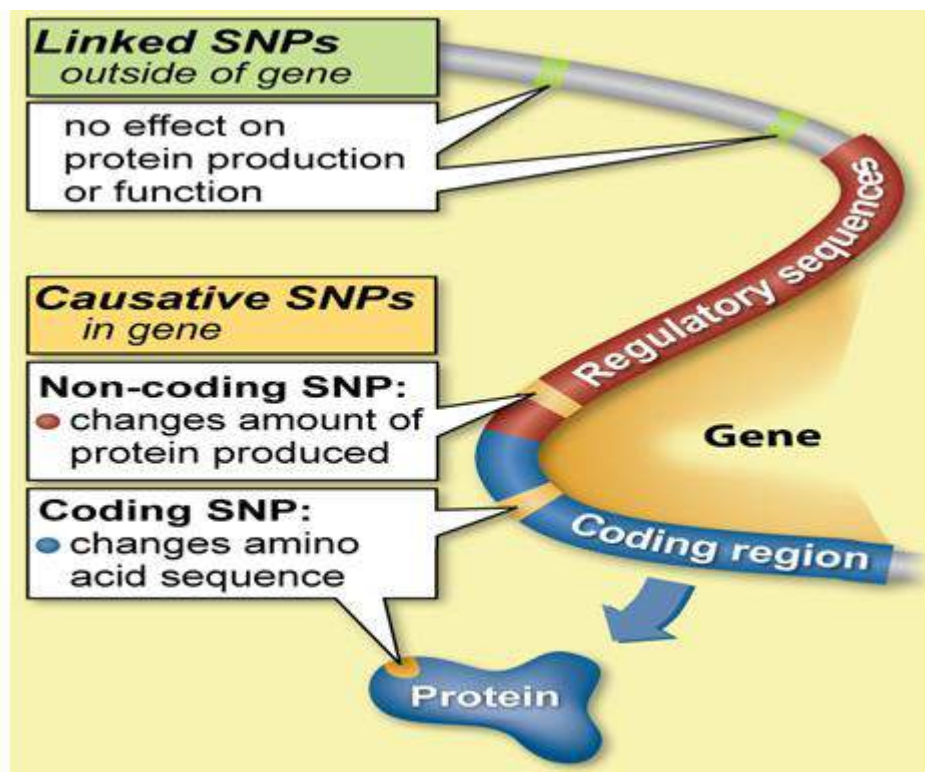 Linked SNPs
outside of gene
no effect on
protein production
or function
Regulatory sequences
Causative SNPs
in gene
Non-coding SNP:
changes amount of
protein produced
Gene
Coding SNP:
changes amino
acid sequence
Coding region
Protein